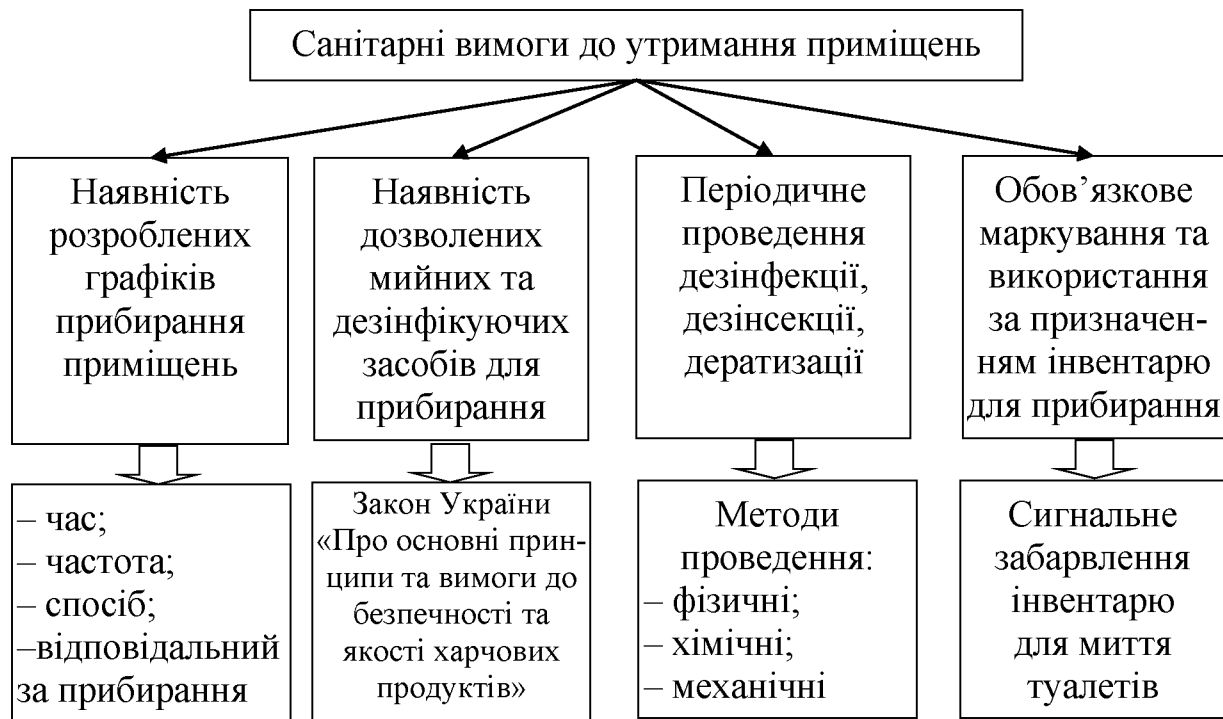 Санітарні вимоги до утримання приміщень
Наявність
розроблених
графіків
прибирання
приміщень
Наявність
дозволених
мийних та
дезінфікуючих
засобів для
прибирання
Періодичне
проведення
дезінфекції,
дезінсекції,
дератизації
Обов’язкове
маркування та
використання
за призначен-
ням інвентарю
для прибирання
– час;
– частота;
– спосіб;
–відповідальний
за прибирання
Закон України
«Про основні прин-
ципи та вимоги до
безпечності та
якості харчових
продуктів»
Методи
проведення:
– фізичні;
– хімічні;
– механічні
Сигнальне
забарвлення
інвентарю
для миття
туалетів